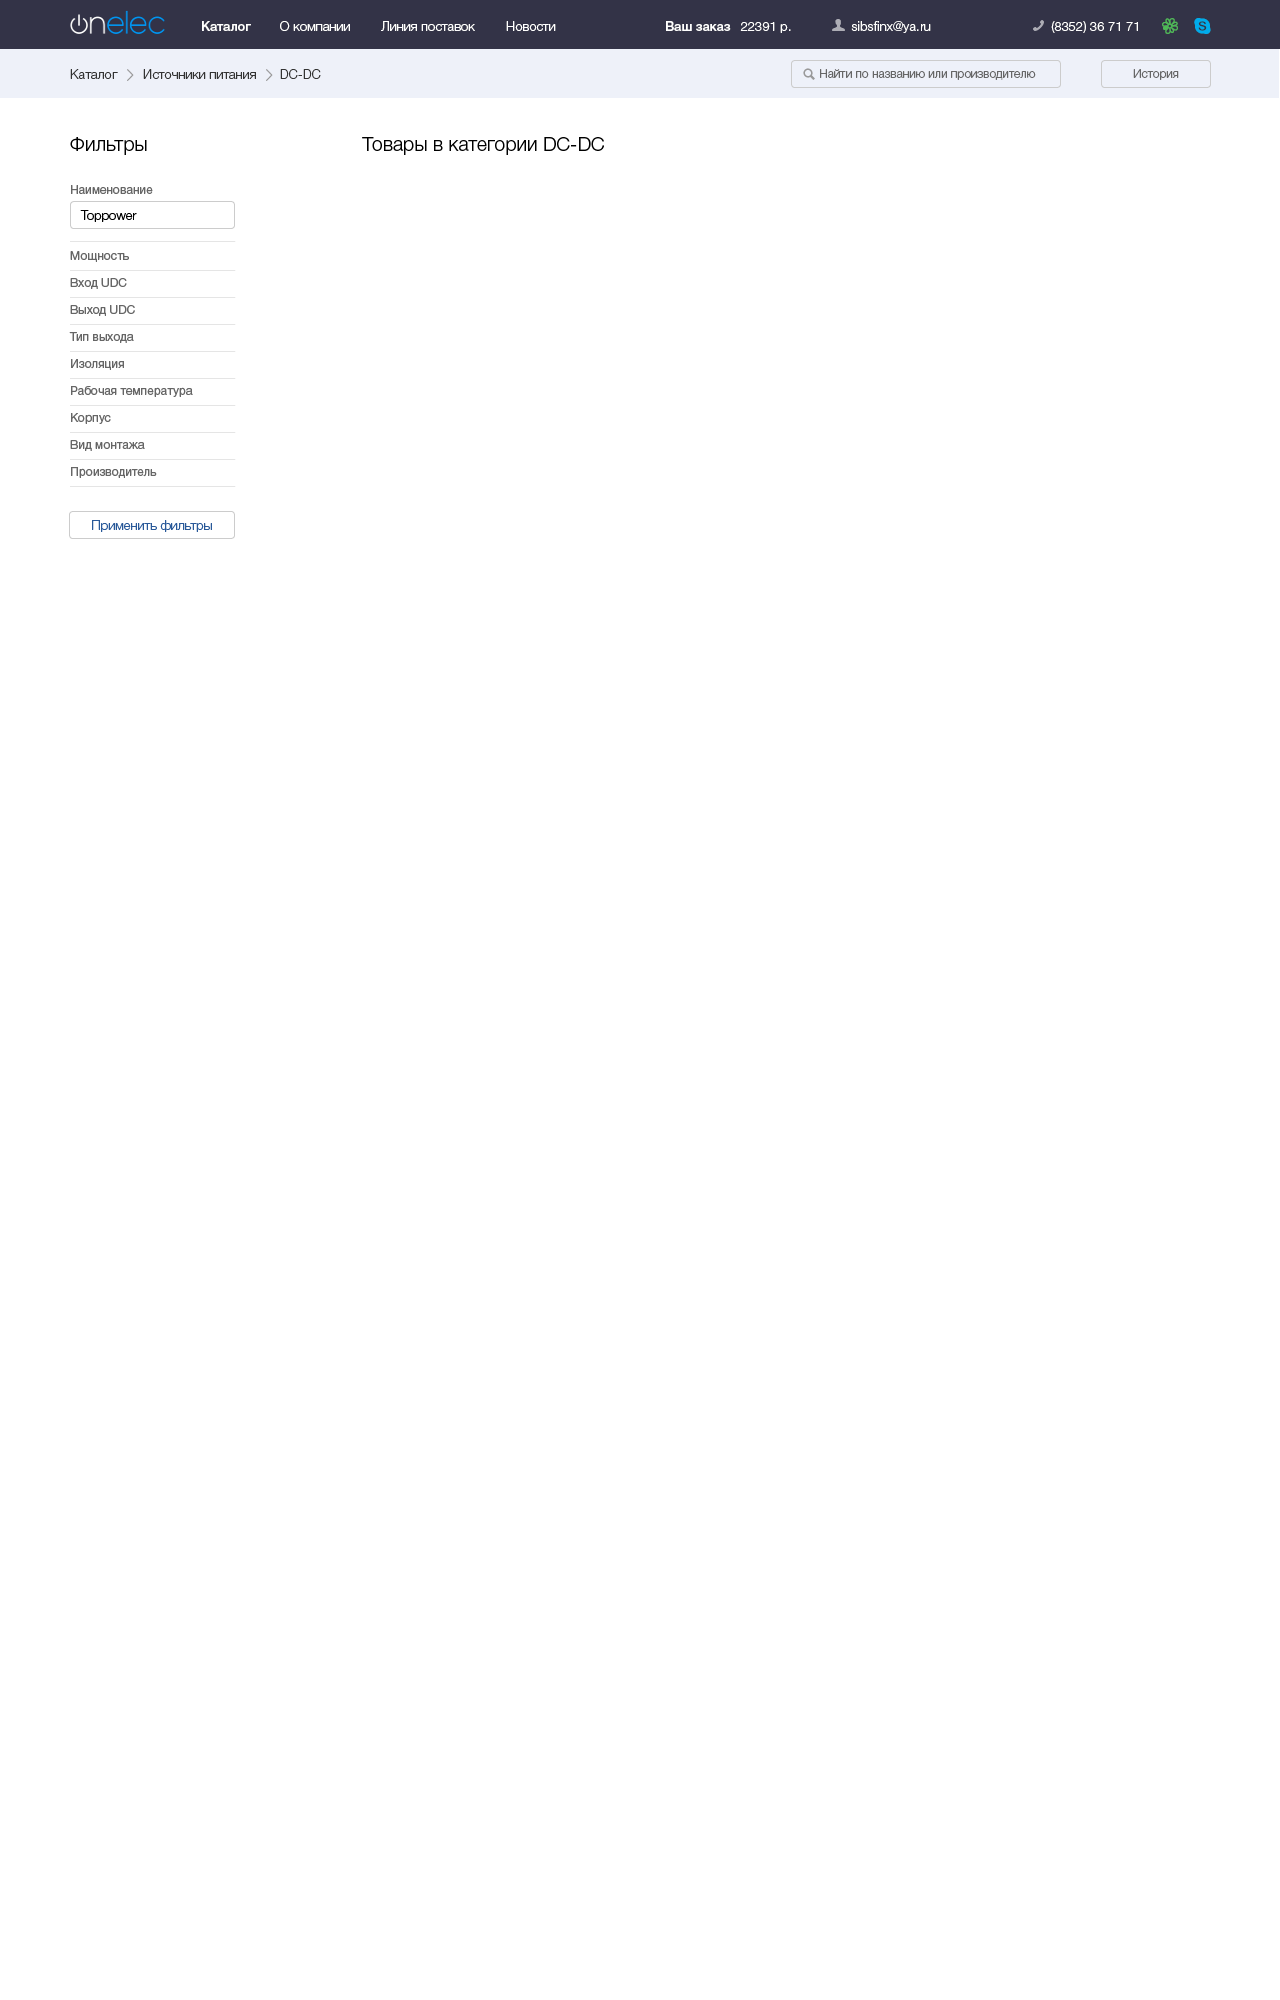 onelec Каталог О компании Линия поставок Новости Ваш заказ 22391 р. sibsfinx@ya.ru (8352) 36 71 71
Каталог Источники питания DC-DC Найти по названию или производителю История
Фильтры
Товары в категории DC-DC
Наименование
Toppower
Мощность
Вход UDC
Выход UDC
Тип выхода
Изоляция
Рабочая температура
Корпус
Вид монтажа
Производитель
Применить фильтры